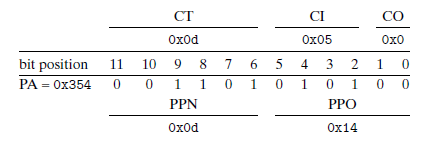 CT CI CO
0x0d 0x05 0x0
bit position 11 10 9 8 7 6 5 4 3 2 1 0
PA = 0x354 0 0 1 1 0 1 0 1 0 1 0 0
PPN PPO
0x0d 0x14